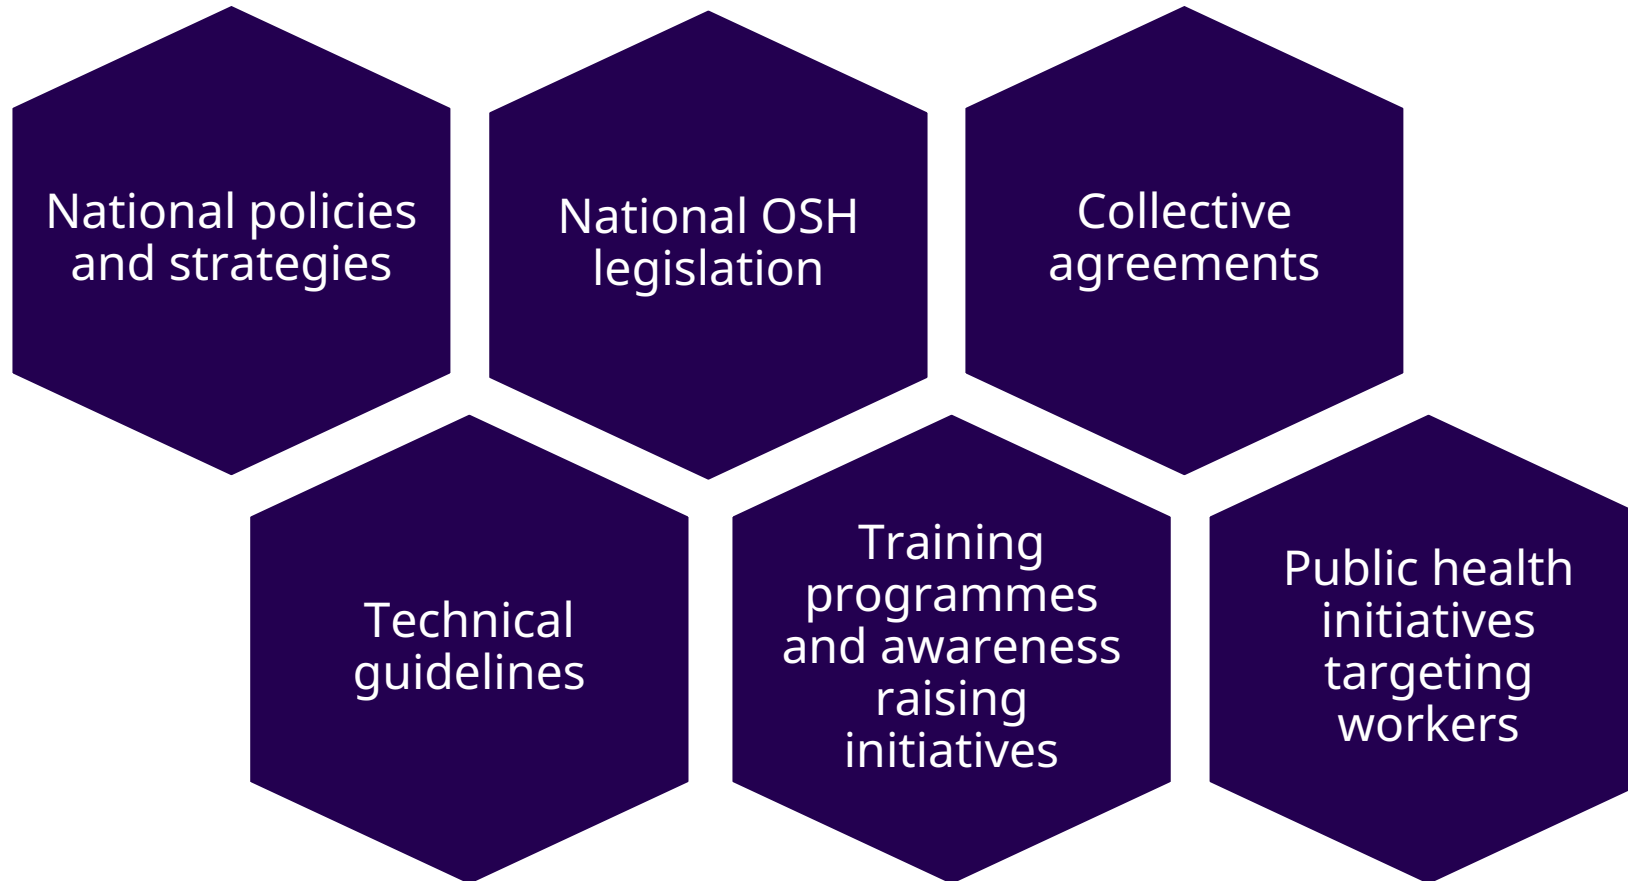 National policies
and strategies
National OSH
legislation
Collective
agreements
Technical
guidelines
Training
programmes
and awareness
raising
initiatives
Public health
initiatives
targeting
workers